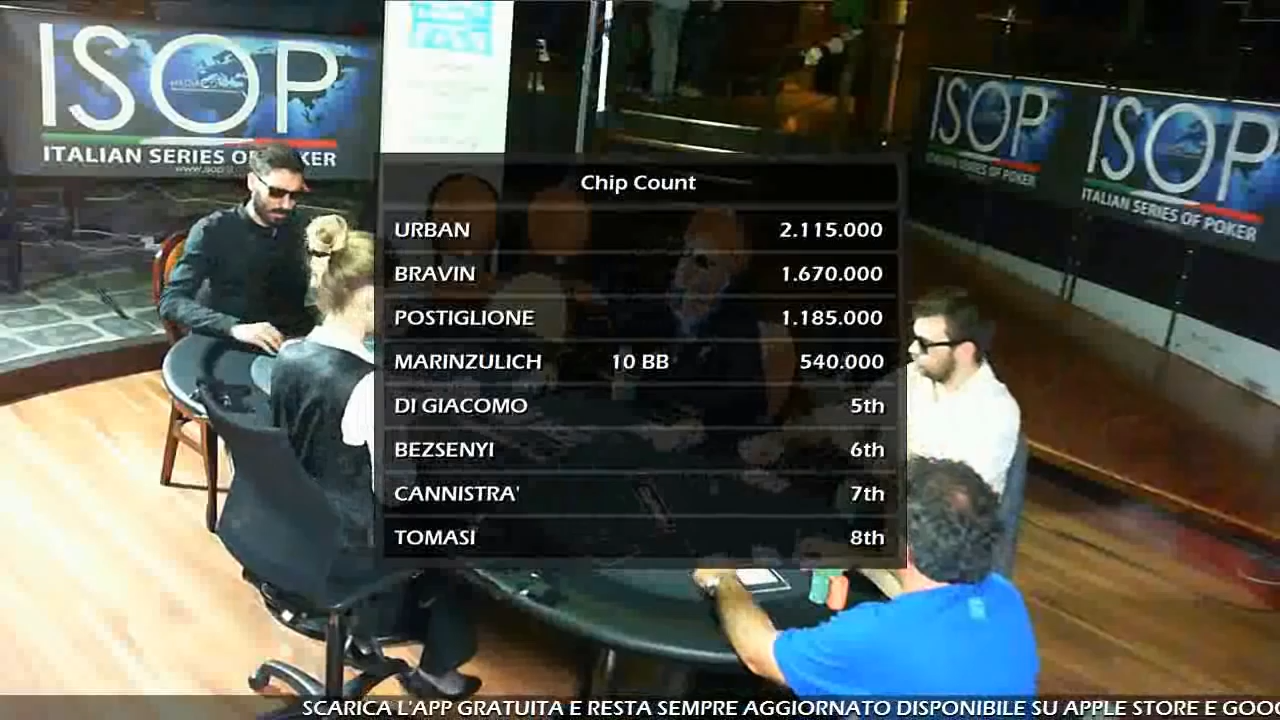 ISOP
ITALIAN SERIES OF POKER
ISOP
ITALIAN SERIES OF POKER
ISOP
ITALIAN SERIES OF POKER
Chip Count
URBAN 2.115.000
BRAVIN 1.670.000
POSTIGLIONE 1.185.000
MARINZULICH 10 BB 540.000
DI GIACOMO 5th
BEZSENYI 6th
CANNISTRA' 7th
TOMASI 8th
SCARICA L'APP GRATUITA E RESTA SEMPRE AGGIORNATO DISPONIBILE SU APPLE STORE E GOO